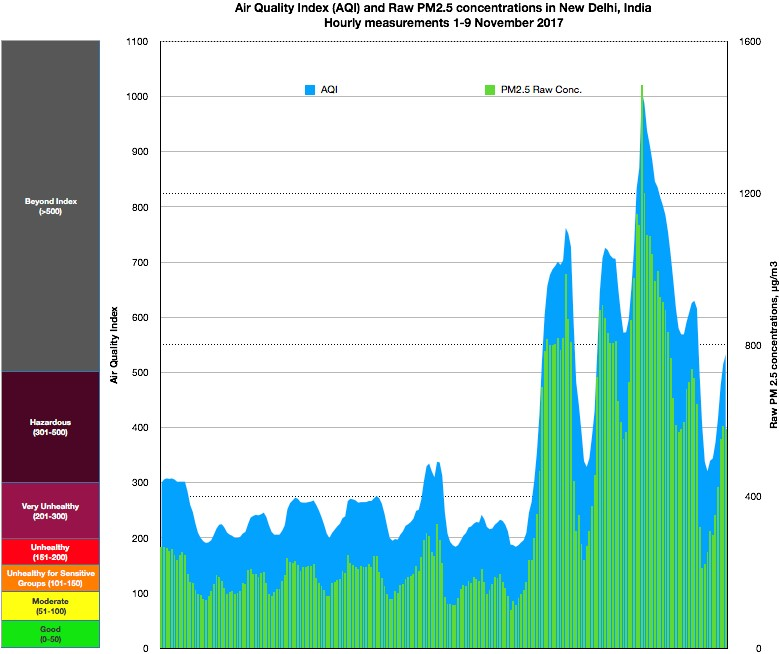 Air Quality Index (AQI) and Raw PM2.5 concentrations in New Delhi, India
Hourly measurements 1-9 November 2017
Beyond Index
(>500)
Hazardous
(301-500)
Very Unhealthy
(201-300)
Unhealthy
(151-200)
Unhealthy for Sensitive
Groups (101-150)
Moderate
(51-100)
Good
(0-50)
Air Quality Index
1100
1000
900
800
700
600
500
400
300
200
100
0
AQI
PM2.5 Raw Conc.
1600
1200
800
400
0
Raw PM 2.5 concentrations, µg/m3